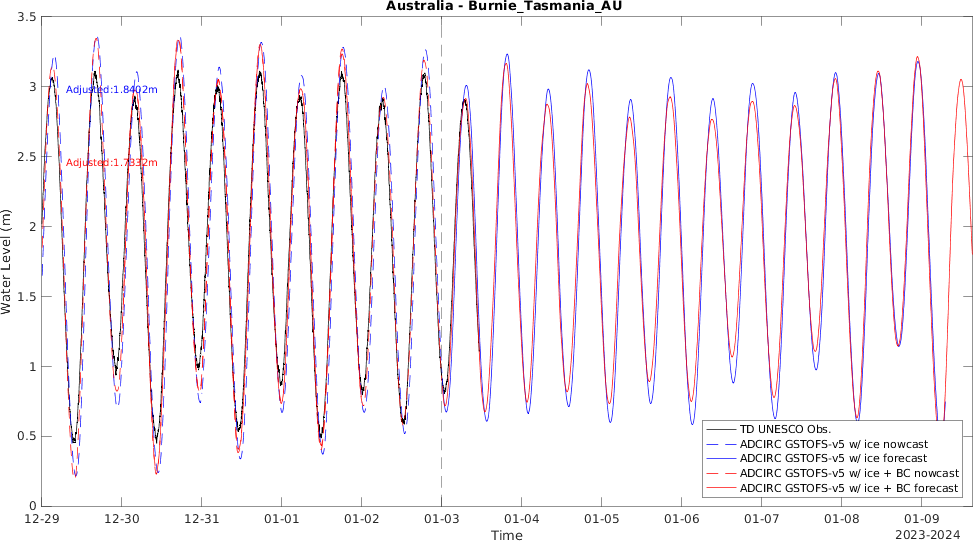 Australia - Burnie_Tasmania_AU
3.5
3
2.5
2
1.5
1
0.5
0
Water Level (m)
Adjusted:1.8402m
Adjusted:1.7332m
TD UNESCO Obs.
ADCIRC GSTOFS-v5 w/ ice nowcast
ADCIRC GSTOFS-v5 w/ ice forecast
ADCIRC GSTOFS-v5 w/ ice + BC nowcast
ADCIRC GSTOFS-v5 w/ ice + BC forecast
12-29 12-30 12-31 01-01 01-02 01-03 01-04 01-05 01-06 01-07 01-08 01-09
Time
2023-2024